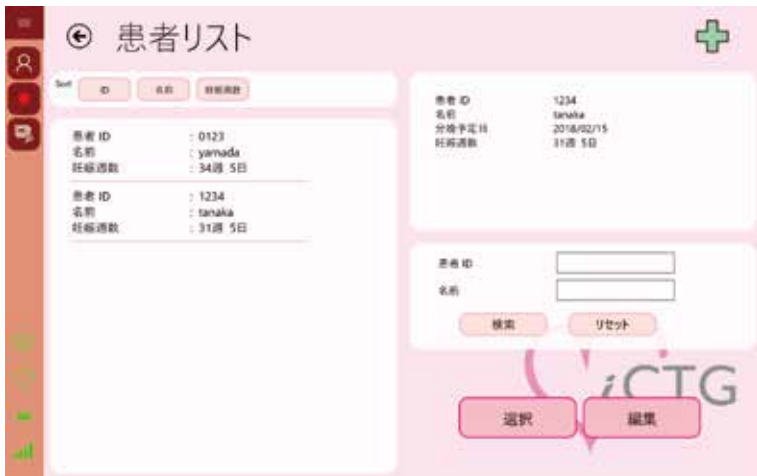 患者リスト
Sort
ID 名前 妊娠週数
患者 ID : 0123
名前 : yamada
妊娠週数 : 34週 5日
患者 ID : 1234
名前 : tanaka
妊娠週数 : 31週 5日
患者 ID 1234
名前 tanaka
分娩予定日 2018/02/15
妊娠週数 31週 5日
患者 ID
名前
検索 リセット
iCTG
選択 編集